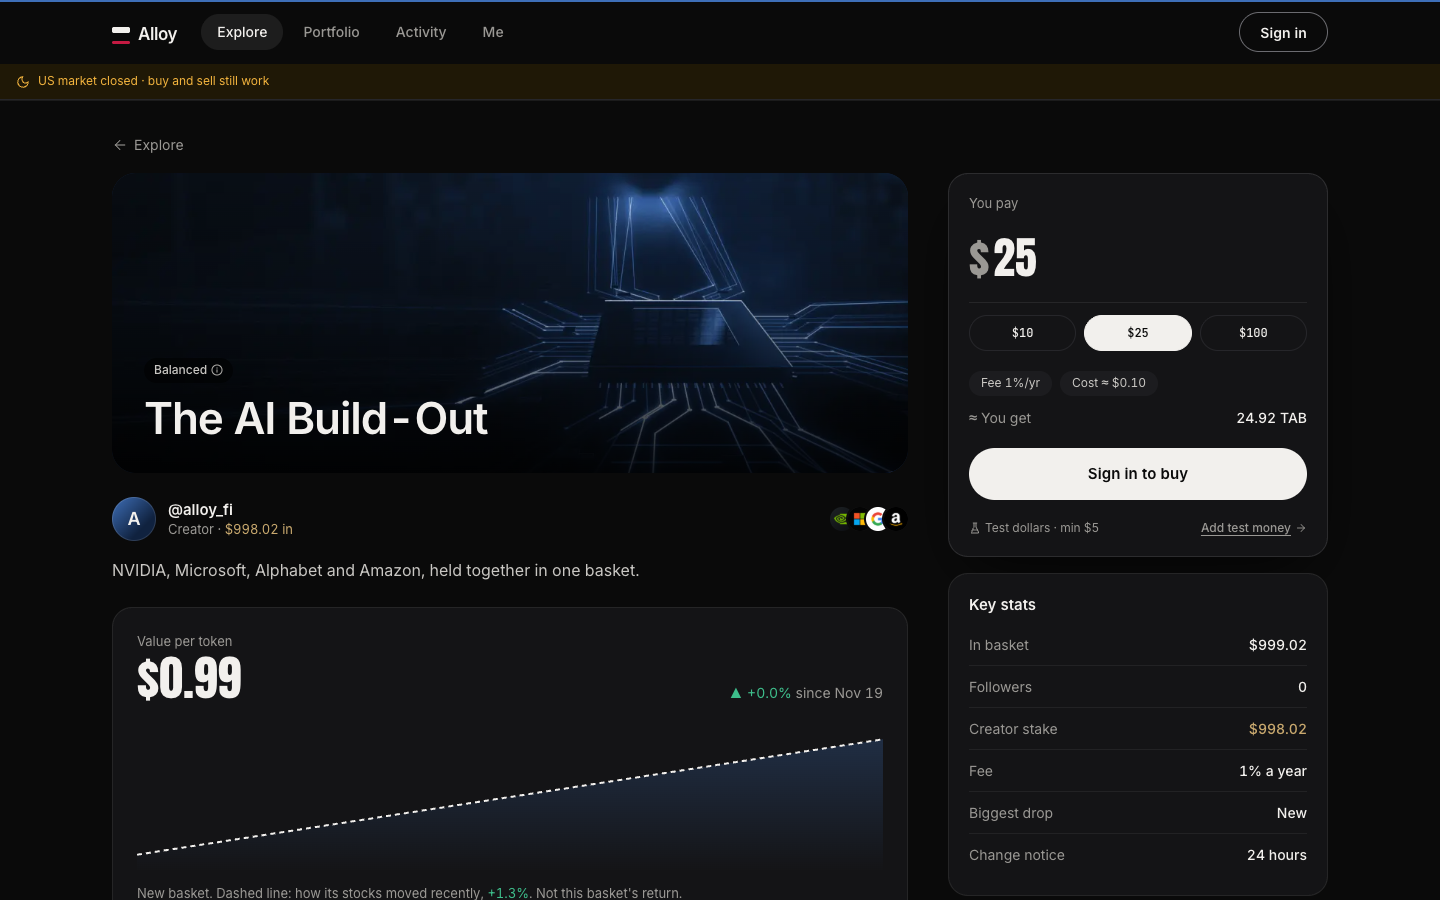 Alloy
Explore
Portfolio
Activity
Me
Sign in
US market closed · buy and sell still work
← Explore
Balanced
The AI Build-Out
A
@alloy_fi
Creator · $998.02 in
G
a
NVIDIA, Microsoft, Alphabet and Amazon, held together in one basket.
Value per token
$0.99
▲ +0.0% since Nov 19
New basket. Dashed line: how its stocks moved recently, +1.3%. Not this basket's return.
You pay
$25
$10
$25
$100
Fee 1%/yr
Cost ≈ $0.10
≈ You get
24.92 TAB
Sign in to buy
Test dollars · min $5
Add test money →
Key stats
In basket
$999.02
Followers
0
Creator stake
$998.02
Fee
1% a year
Biggest drop
New
Change notice
24 hours